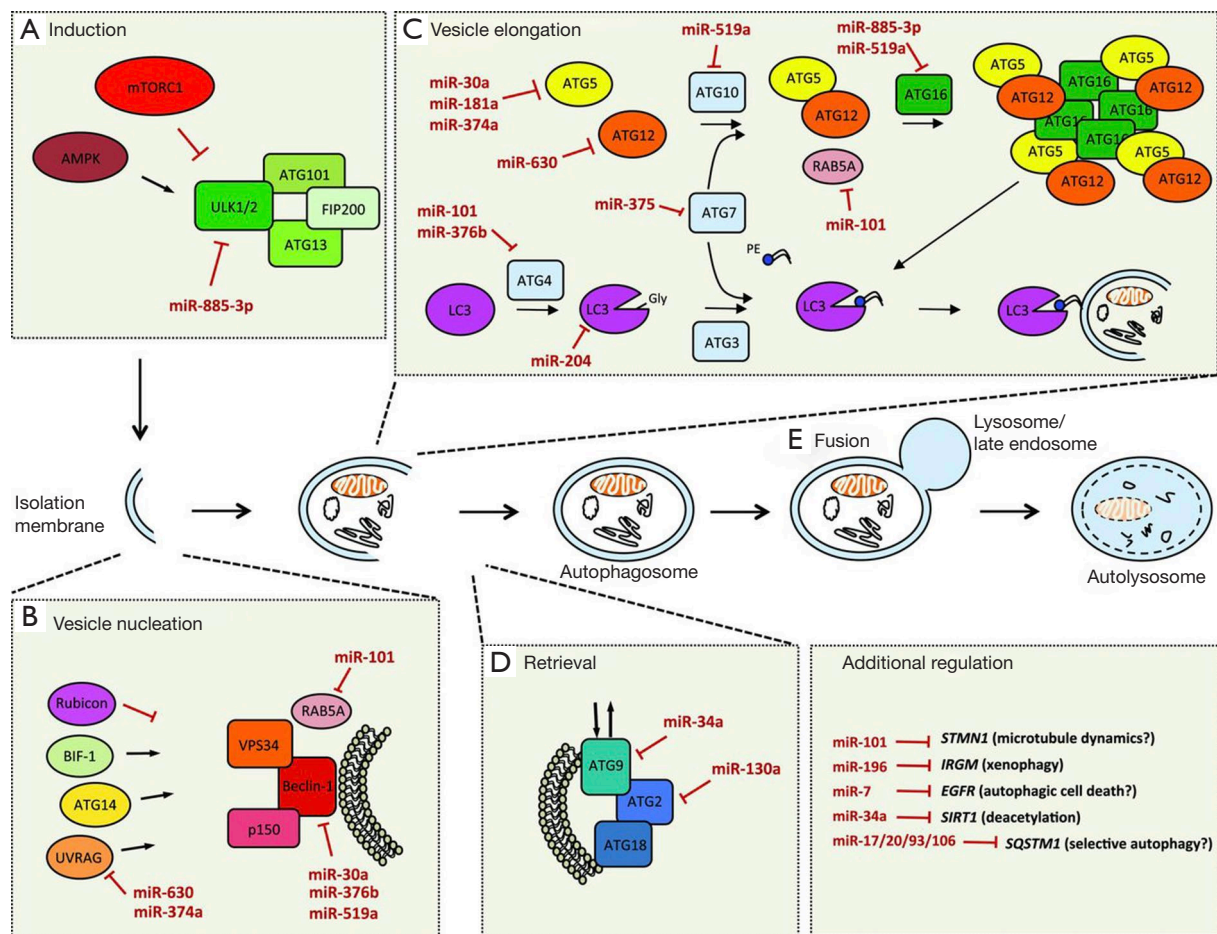 A Induction
mTORC1
AMPK
ATG101
ULK1/2
FIP200
ATG13
miR-885-3p
C Vesicle elongation
miR-519a
miR-885-3p
miR-519a
miR-30a
miR-181a
miR-374a
ATG5
ATG10
ATG5
ATG12
ATG16
ATG5
ATG16
ATG5
ATG12
ATG12
ATG16
ATG16
ATG16
ATG5
ATG5
ATG12
ATG12
miR-630
ATG12
RAB5A
miR-101
miR-375
ATG7
miR-101
miR-376b
PE
ATG4
LC3
LC3
Gly
LC3
LC3
miR-204
ATG3
Isolation
membrane
Autophagosome
E Fusion
Lysosome/
late endosome
Autolysosome
B Vesicle nucleation
miR-101
Rubicon
RAB5A
VPS34
BIF-1
Beclin-1
ATG14
p150
UVRAG
miR-630
miR-374a
miR-30a
miR-376b
miR-519a
D Retrieval
miR-34a
ATG9
miR-130a
ATG2
ATG18
Additional regulation
miR-101 STMN1 (microtubule dynamics?)
miR-196 IRGM (xenophagy)
miR-7 EGFR (autophagic cell death?)
miR-34a SIRT1 (deacetylation)
miR-17/20/93/106 SQSTM1 (selective autophagy?)